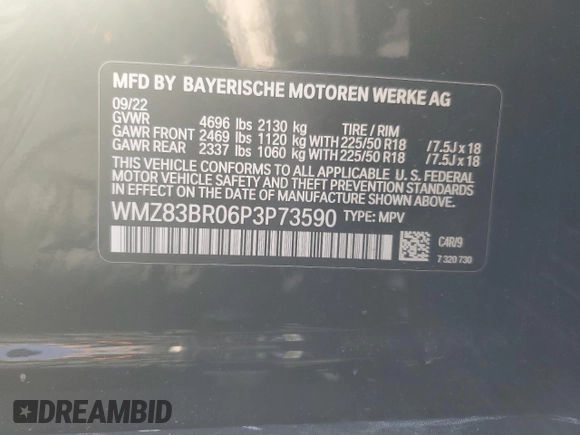 MFD BY BAYERISCHE MOTOREN WERKE AG
09/22
GVWR 4696 lbs 2130 kg TIRE / RIM
GAWR FRONT 2469 lbs 1120 kg WITH 225/50 R18 /7.5J x 18
GAWR REAR 2337 lbs 1060 kg WITH 225/50 R18 /7.5J x 18
THIS VEHICLE CONFORMS TO ALL APPLICABLE U. S. FEDERAL
MOTOR VEHICLE SAFETY AND THEFT PREVENTION STANDARDS
IN EFFECT ON THE DATE OF MANUFACTURE SHOWN ABOVE.
WMZ83BR06P3P73590 TYPE: MPV
C4R/9
7 320 730
DREAMBID